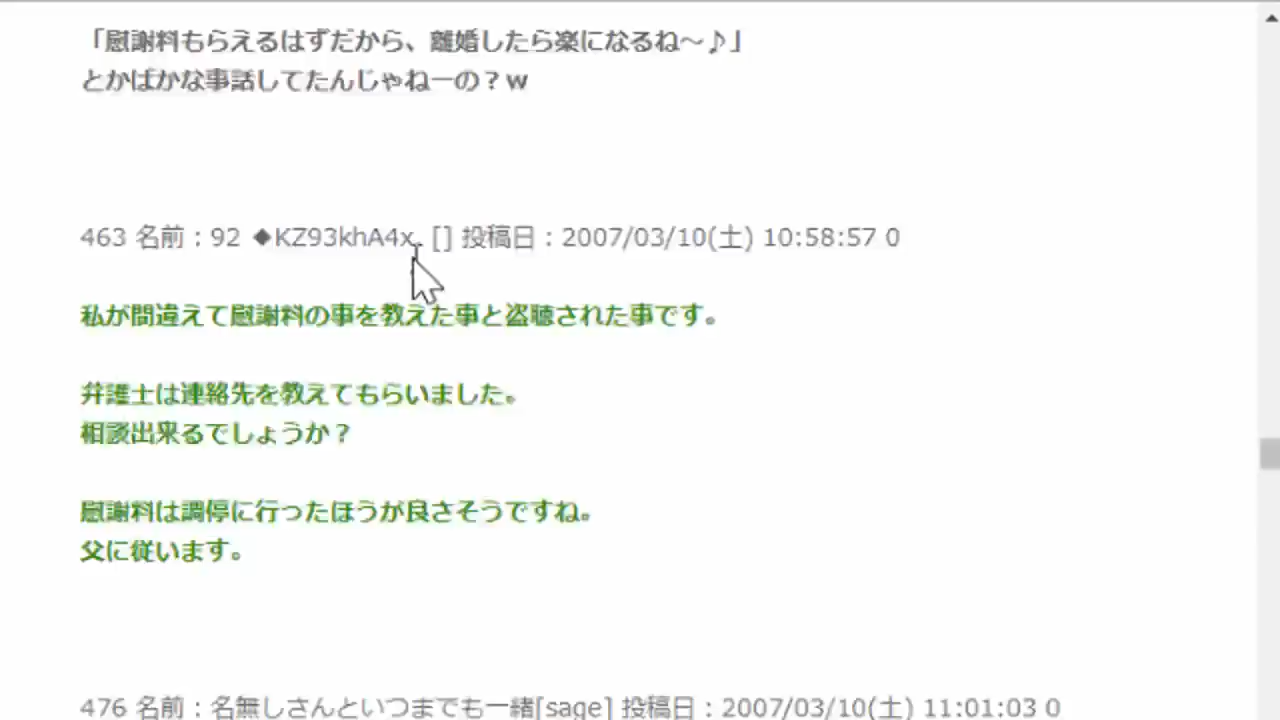 「慰謝料もらえるはずだから、離婚したら楽になるね～♪」
とかばかな事話してたんじゃねーの？w
463 名前：92 ◆KZ93khA4x. [] 投稿日：2007/03/10(土) 10:58:57 0
私が間違えて慰謝料の事を教えた事と盗聴された事です。
弁護士は連絡先を教えてもらいました。
相談出来るでしょうか？
慰謝料は調停に行ったほうが良さそうですね。
父に従います。
476 名前：名無しさんといつまでも一緒[sage] 投稿日：2007/03/10(土) 11:01:03 0